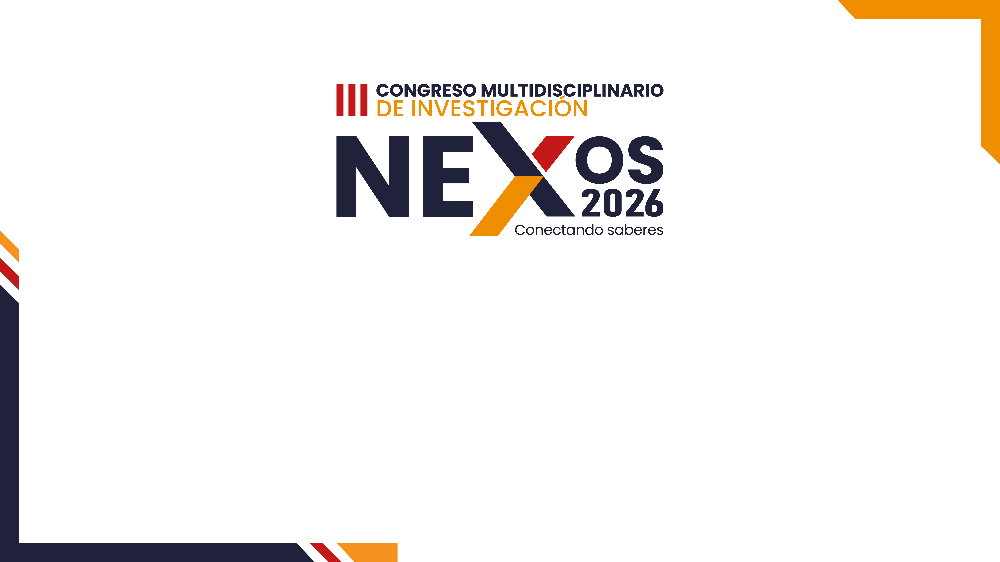 III CONGRESO MULTIDISCIPLINARIO
DE INVESTIGACIÓN
NEXOS
2026
Conectando saberes